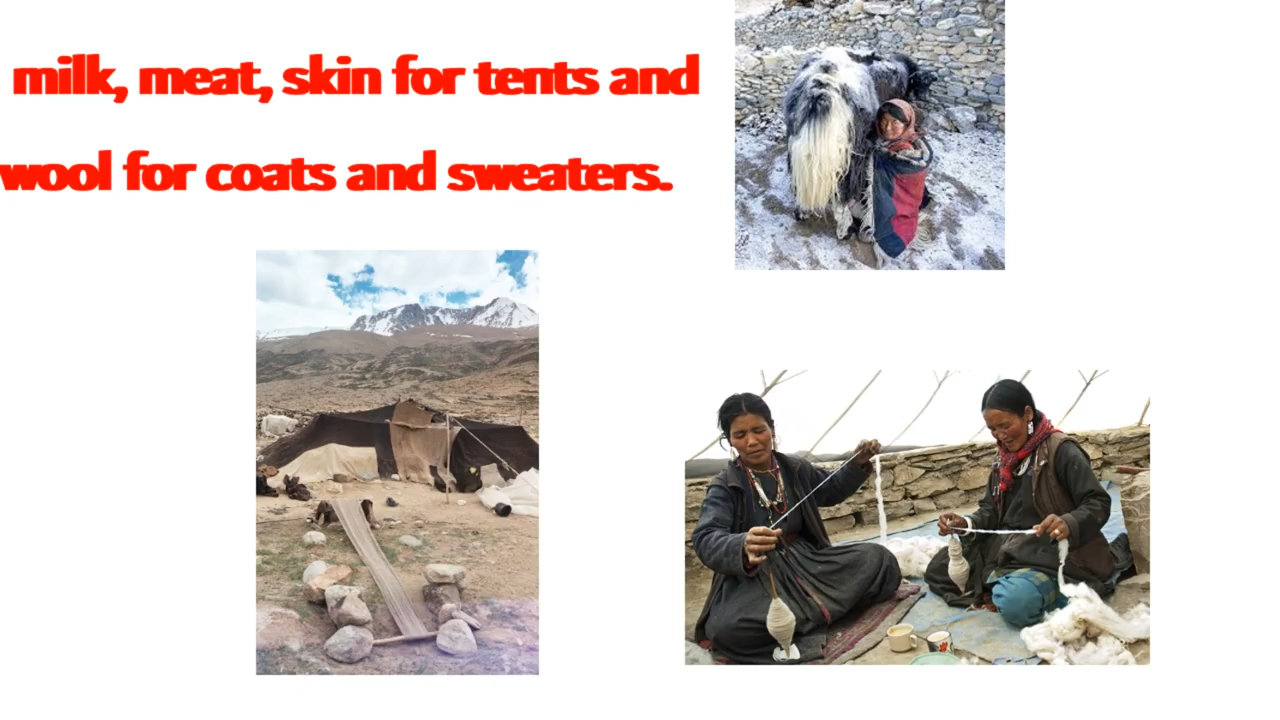 milk, meat, skin for tents and
wool for coats and sweaters.